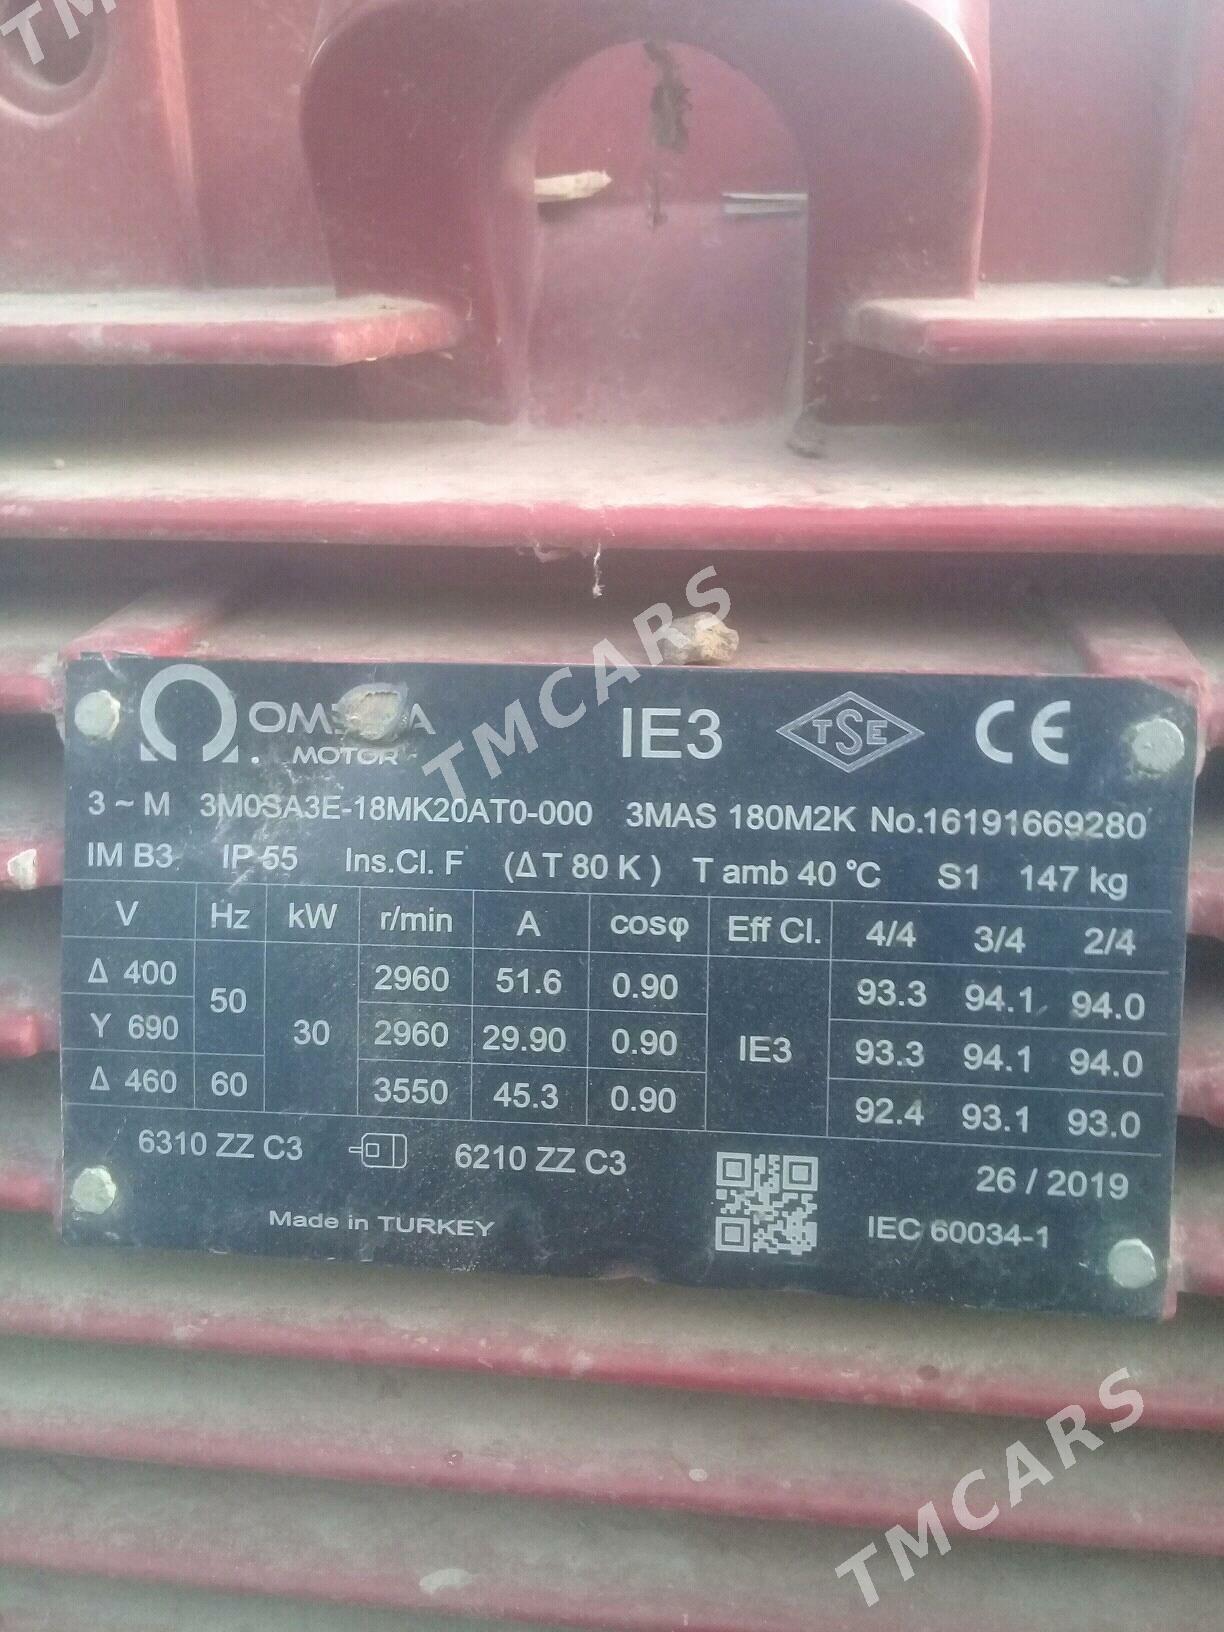 TMCARS
TMCARS
MOTOR
IE3
TSE
CE
3 ~ M 3M0SA3E-18MK20AT0-000 3MAS 180M2K No.16191669280
IM B3 IP 55 Ins.Cl. F (Δ T 80 K ) T amb 40 °C S1 147 kg
V Hz kW r/min A cosφ Eff Cl. 4/4 3/4 2/4
Δ 400 50 30 2960 51.6 0.90 IE3 93.3 94.1 94.0
Y 690 2960 29.90 0.90 93.3 94.1 94.0
Δ 460 60 3550 45.3 0.90 92.4 93.1 93.0
6310 ZZ C3 6210 ZZ C3
26 / 2019
Made in TURKEY
IEC 60034-1
TMCARS